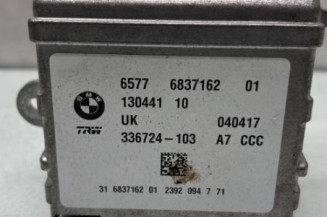 6577 6837162 01
BMW
130441 10
UK 040417
TRW
336724-103 A7 CCC
31 6837162 01 2392 094 7 71